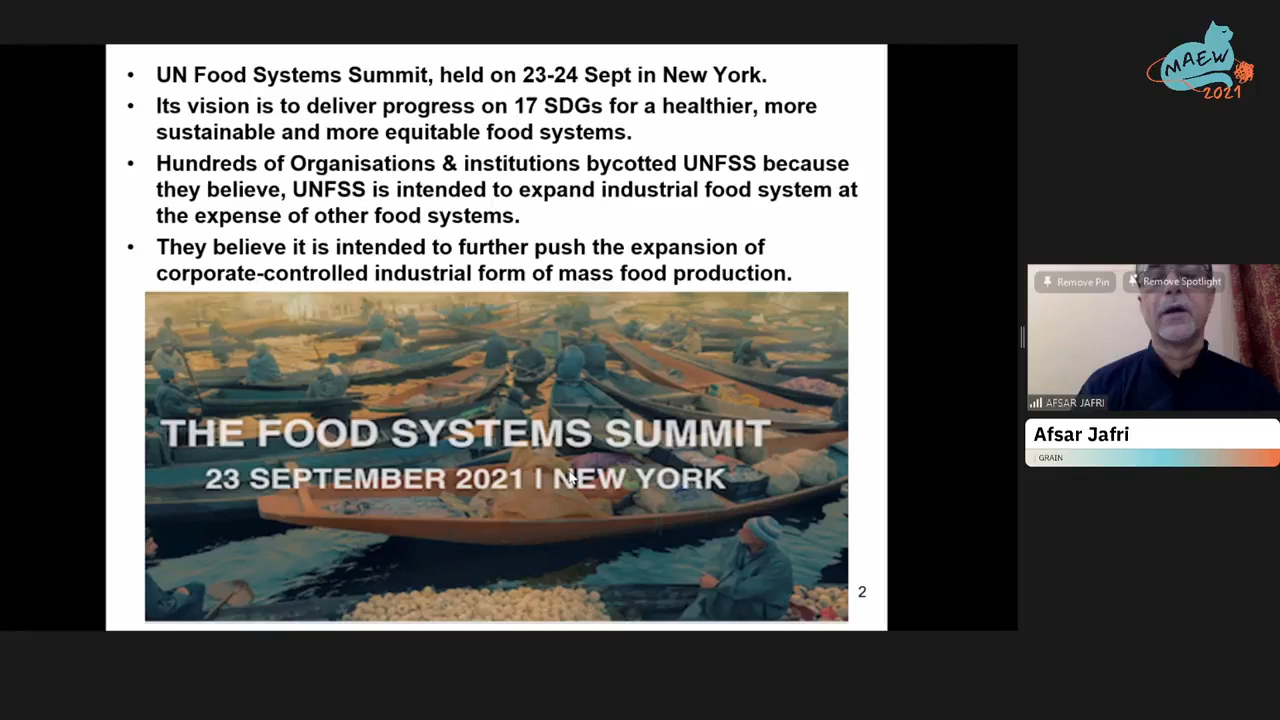 • UN Food Systems Summit, held on 23-24 Sept in New York.
• Its vision is to deliver progress on 17 SDGs for a healthier, more
sustainable and more equitable food systems.
• Hundreds of Organisations & institutions bycotted UNFSS because
they believe, UNFSS is intended to expand industrial food system at
the expense of other food systems.
• They believe it is intended to further push the expansion of
corporate-controlled industrial form of mass food production.
THE FOOD SYSTEMS SUMMIT
23 SEPTEMBER 2021 I NEW YORK
2
MAEW
2021
Remove Pin
Remove Spotlight
AFSAR JAFRI
Afsar Jafri
GRAIN